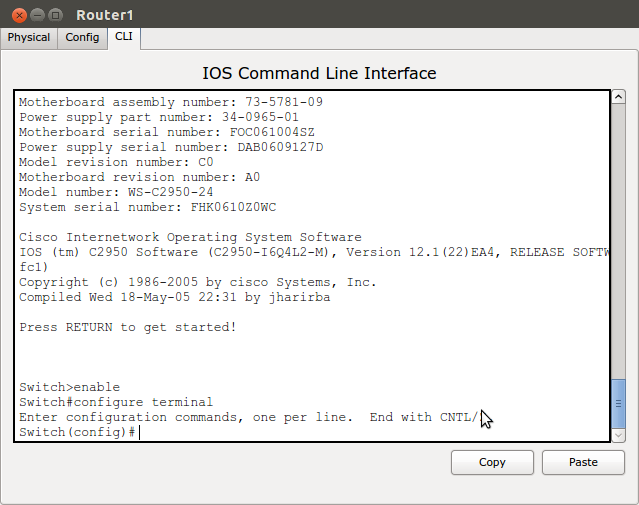 Router1
Physical Config CLI
IOS Command Line Interface
Motherboard assembly number: 73-5781-09
Power supply part number: 34-0965-01
Motherboard serial number: FOC061004SZ
Power supply serial number: DAB0609127D
Model revision number: C0
Motherboard revision number: A0
Model number: WS-C2950-24
System serial number: FHK0610Z0WC
Cisco Internetwork Operating System Software
IOS (tm) C2950 Software (C2950-I6Q4L2-M), Version 12.1(22)EA4, RELEASE SOFTW
fc1)
Copyright (c) 1986-2005 by cisco Systems, Inc.
Compiled Wed 18-May-05 22:31 by jharirba
Press RETURN to get started!
Switch>enable
Switch#configure terminal
Enter configuration commands, one per line.  End with CNTL/
Switch(config)#
Copy Paste